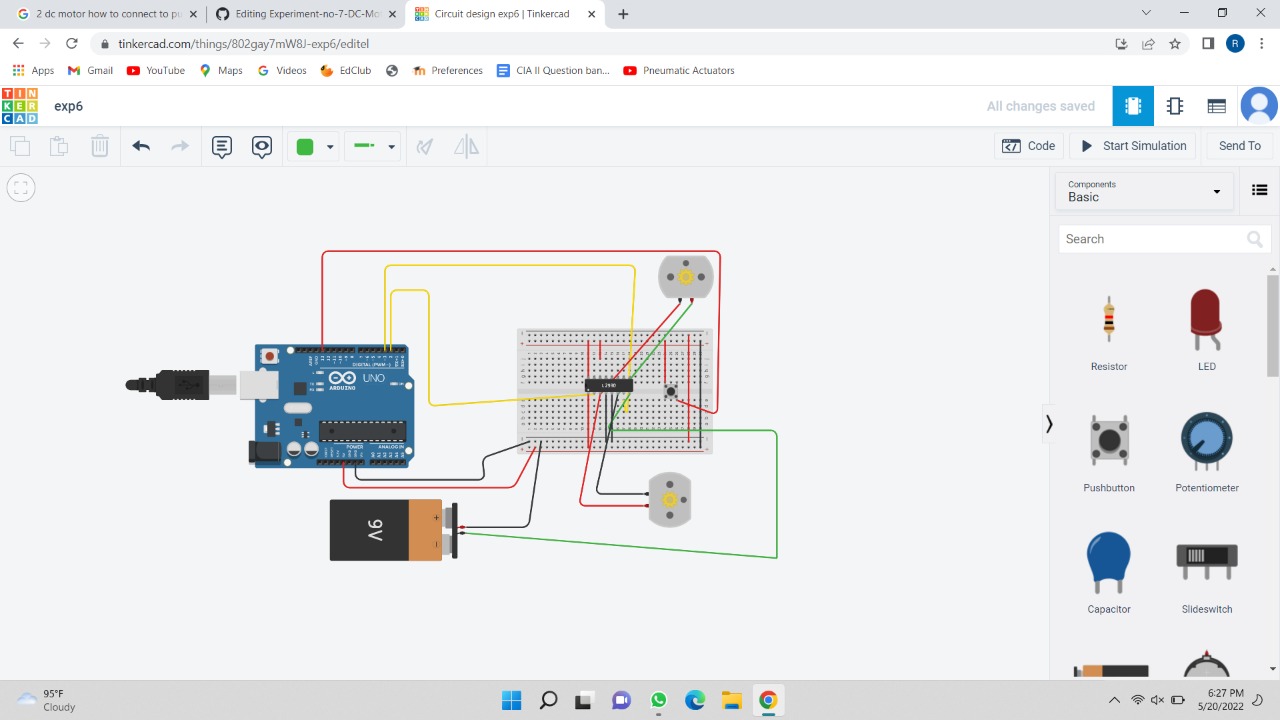 2 dc motor how to connect to pu
Editing Experiment-no-7-DC-Mo
Circuit design exp6 | Tinkercad
tinkercad.com/things/802gay7mW8J-exp6/editel
R
Apps
Gmail
YouTube
Maps
Videos
EdClub
Preferences
CIA II Question ban...
Pneumatic Actuators
TIN
KER
CAD
exp6
All changes saved
Code
Start Simulation
Send To
Components
Basic
Search
Resistor
LED
Pushbutton
Potentiometer
Capacitor
Slideswitch
DIGITAL (PWM~)
UNO
ARDUINO
POWER
ANALOG IN
L293D
9V
+
-
95°F
Cloudy
6:27 PM
5/20/2022